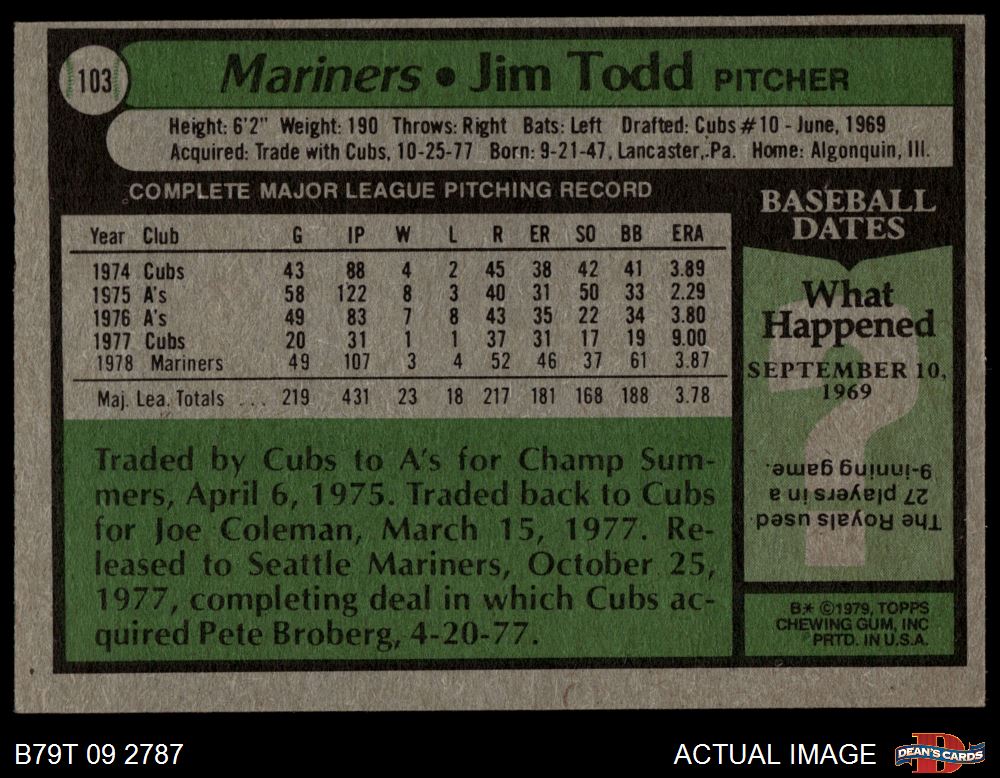 103
Mariners • Jim Todd PITCHER
Height: 6'2" Weight: 190 Throws: Right Bats: Left Drafted: Cubs #10 - June, 1969
Acquired: Trade with Cubs, 10-25-77 Born: 9-21-47, Lancaster, Pa. Home: Algonquin, Ill.
COMPLETE MAJOR LEAGUE PITCHING RECORD
Year Club G IP W L R ER SO BB ERA
1974 Cubs 43 88 4 2 45 38 42 41 3.89
1975 A's 58 122 8 3 40 31 50 33 2.29
1976 A's 49 83 7 8 43 35 22 34 3.80
1977 Cubs 20 31 1 1 37 31 17 19 9.00
1978 Mariners 49 107 3 4 52 46 37 61 3.87
Maj. Lea. Totals ... 219 431 23 18 217 181 168 188 3.78
Traded by Cubs to A's for Champ Sum-
mers, April 6, 1975. Traded back to Cubs
for Joe Coleman, March 15, 1977. Re-
leased to Seattle Mariners, October 25,
1977, completing deal in which Cubs ac-
quired Pete Broberg, 4-20-77.
BASEBALL
DATES
What
Happened
SEPTEMBER 10,
1969
The Royals used
27 players in a
9-inning game.
B* ©1979, TOPPS
CHEWING GUM, INC
PRTD. IN U.S.A.
B79T 09 2787
ACTUAL IMAGE
DEAN'S CARDS